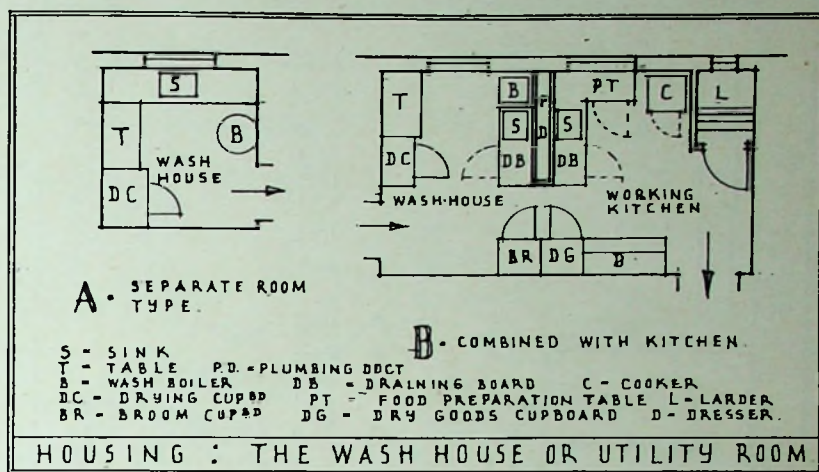 S
T
B
WASH
HOUSE
DC
T
B
P
D
S
S
PT
C
L
DC
DB
DB
WASH-HOUSE
WORKING
KITCHEN
BR
DG
B
A. SEPARATE ROOM
TYPE.
B. COMBINED WITH KITCHEN.
S - SINK
T - TABLE P.D. = PLUMBING DUCT
B - WASH BOILER DB = DRAINING BOARD C - COOKER
DC - DRYING CUPBD PT - FOOD PREPARATION TABLE L - LARDER
BR - BROOM CUPBD DG - DRY GOODS CUPBOARD D - DRESSER.
HOUSING : THE WASH HOUSE OR UTILITY ROOM